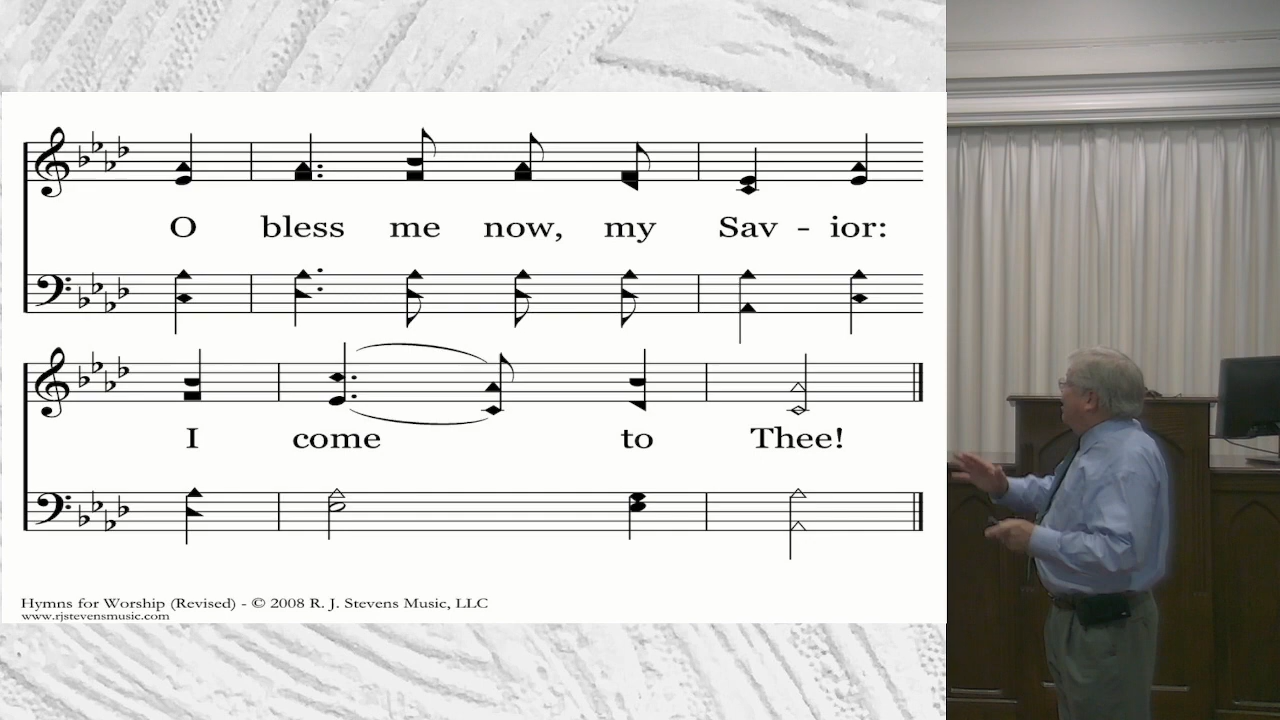 O bless me now, my Sav - ior:
I come to Thee!
Hymns for Worship (Revised) - © 2008 R. J. Stevens Music, LLC
www.rjstevensmusic.com